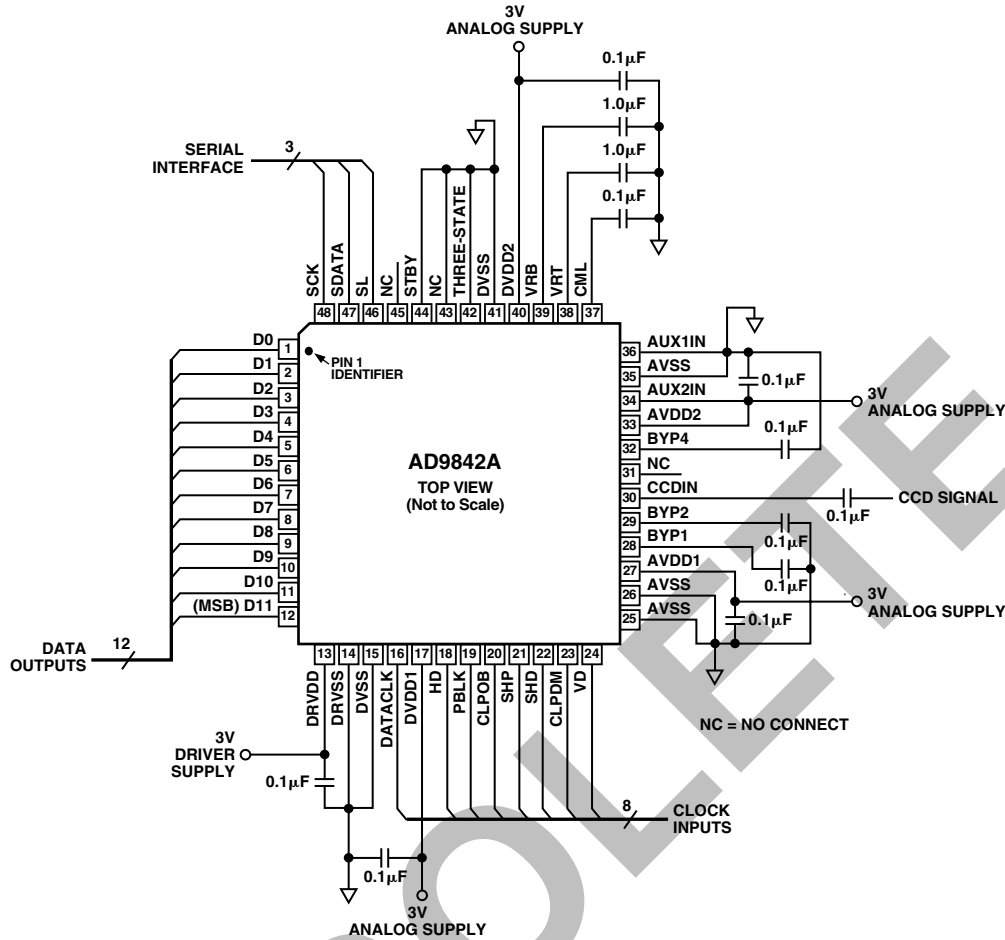 3V
ANALOG SUPPLY
0.1μF
1.0μF
1.0μF
0.1μF
SERIAL
INTERFACE
3
SCK
SDATA
SL
NC
STBY
NC
THREE-STATE
DVSS
DVDD2
VRB
VRT
CML
48
47
46
45
44
43
42
41
40
39
38
37
D0
1
D1
2
D2
3
D3
4
D4
5
D5
6
D6
7
D7
8
D8
9
D9
10
D10
11
(MSB) D11
12
DATA
OUTPUTS
12
PIN 1
IDENTIFIER
AD9842A
TOP VIEW
(Not to Scale)
36
AUX1IN
35
AVSS
34
AUX2IN
33
AVDD2
32
BYP4
31
NC
30
CCDIN
29
BYP2
28
BYP1
27
AVDD1
26
AVSS
25
AVSS
0.1μF
3V
ANALOG SUPPLY
0.1μF
CCD SIGNAL
0.1μF
0.1μF
0.1μF
3V
ANALOG SUPPLY
0.1μF
NC = NO CONNECT
13
14
15
16
17
18
19
20
21
22
23
24
DRVDD
DRVSS
DVSS
DATACLK
DVDD1
HD
PBLK
CLPOB
SHP
SHD
CLPDM
VD
3V
DRIVER
SUPPLY
0.1μF
8
CLOCK
INPUTS
0.1μF
3V
ANALOG SUPPLY
OLETE